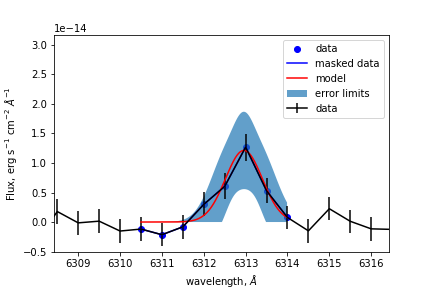 1e−14
3.0
2.5
2.0
1.5
1.0
0.5
0.0
−0.5
Flux, erg s⁻¹ cm⁻² Å⁻¹
data
masked data
model
error limits
data
6309 6310 6311 6312 6313 6314 6315 6316
wavelength, Å